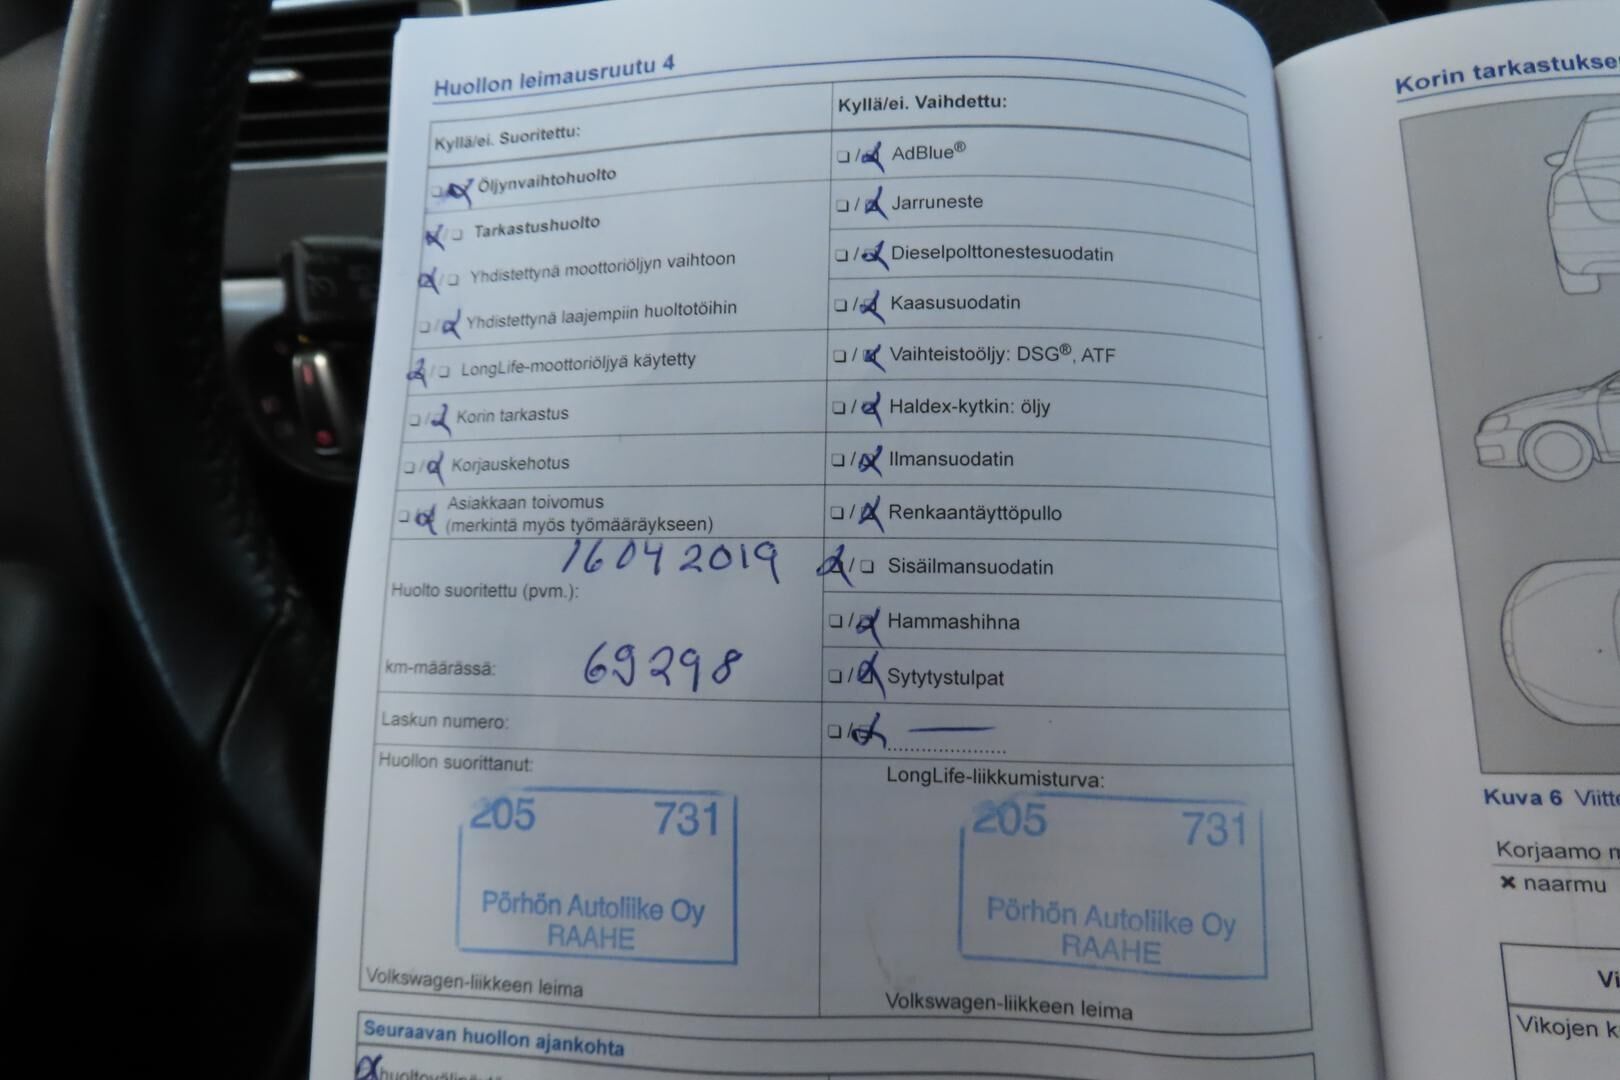 Huollon leimausruutu 4
Kyllä/ei. Suoritettu:
Öljynvaihtohuolto
Tarkastushuolto
Yhdistettynä moottoriöljyn vaihtoon
Yhdistettynä laajempiin huoltotöihin
LongLife-moottoriöljyä käytetty
Korin tarkastus
Korjauskehotus
Asiakkaan toivomus
(merkintä myös työmääräykseen)
16 04 2019
Huolto suoritettu (pvm.):
km-määrässä: 69298
Laskun numero:
Huollon suorittanut:
205 731
Pörhön Autoliike Oy
RAAHE
Volkswagen-liikkeen leima
Kyllä/ei. Vaihdettu:
AdBlue®
Jarruneste
Dieselpolttonestesuodatin
Kaasusuodatin
Vaihteistoöljy: DSG®, ATF
Haldex-kytkin: öljy
Ilmansuodatin
Renkaantäyttöpullo
Sisäilmansuodatin
Hammashihna
Sytytystulpat
LongLife-liikkumisturva:
205 731
Pörhön Autoliike Oy
RAAHE
Volkswagen-liikkeen leima
Seuraavan huollon ajankohta
Korin
Kuva 6
Korjaamo
× naarmu
Vikojen